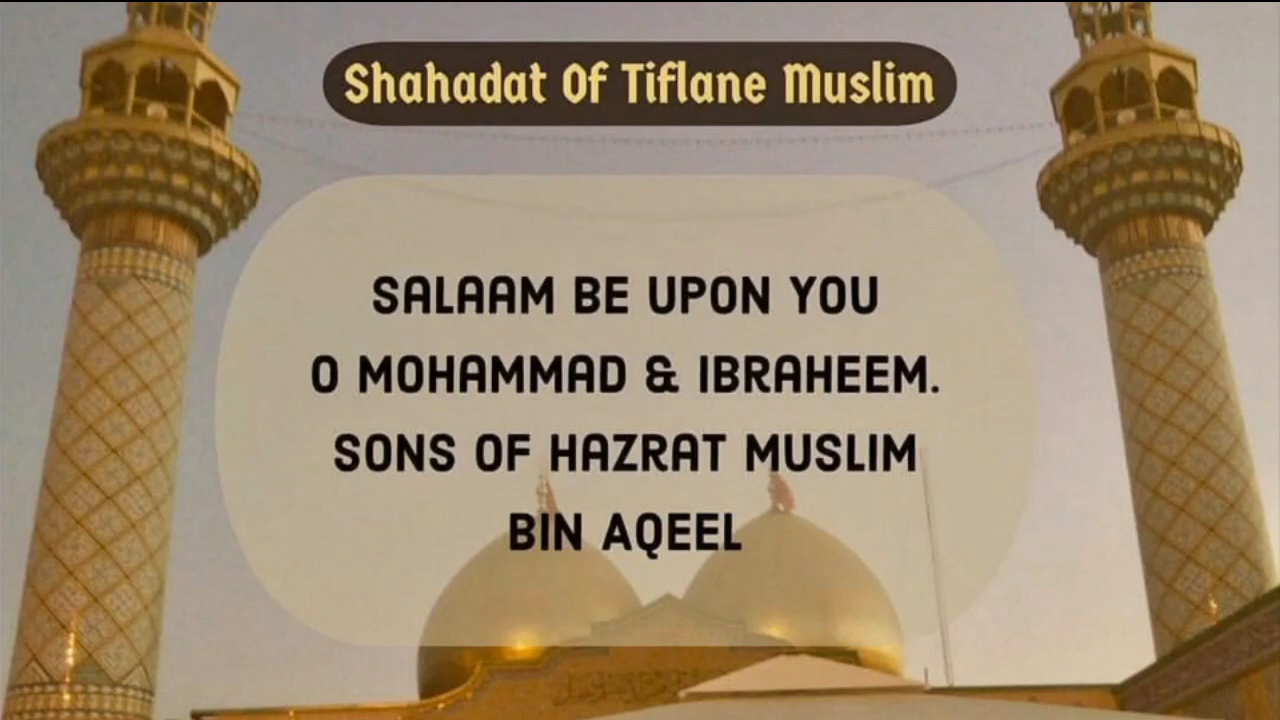 Shahadat Of Tiflane Muslim
SALAAM BE UPON YOU
O MOHAMMAD & IBRAHEEM.
SONS OF HAZRAT MUSLIM
BIN AQEEL